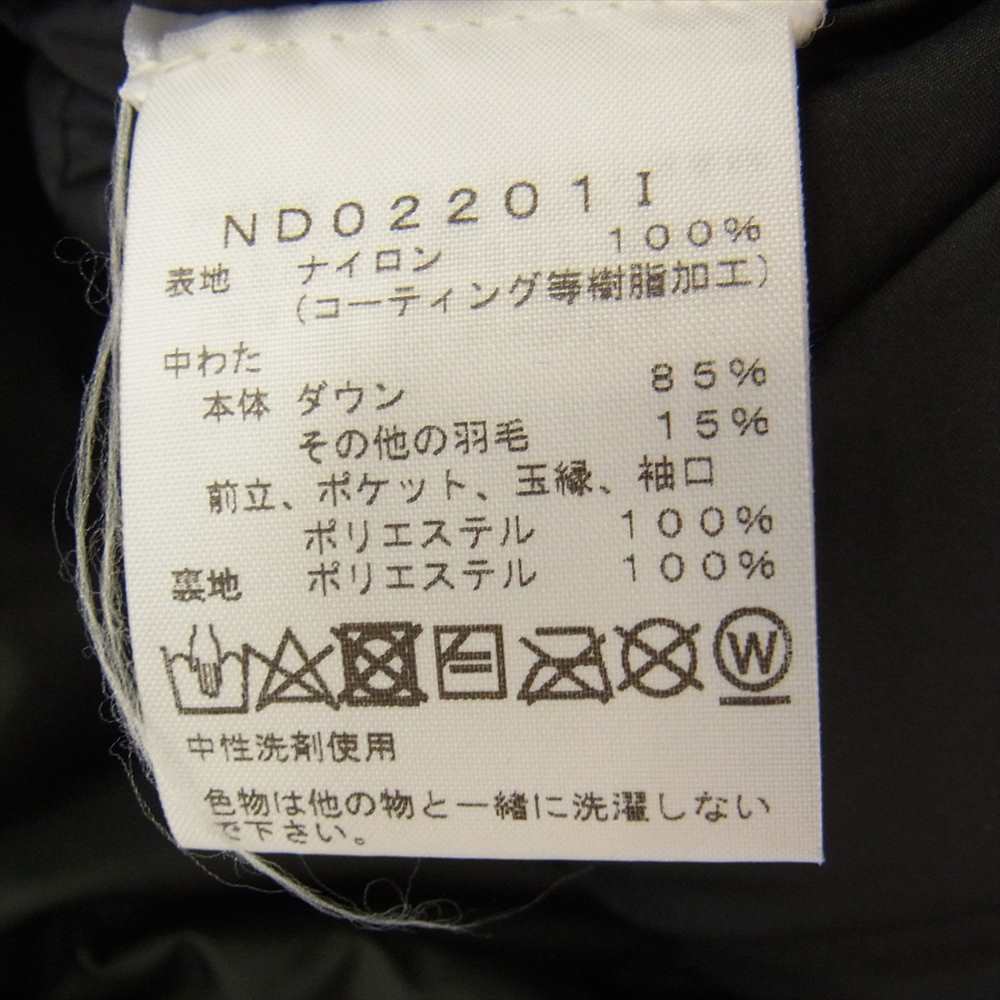 ND02201I
表地 ナイロン 100%
(コーティング等樹脂加工)
中わた
本体 ダウン 85%
その他の羽毛 15%
前立、ポケット、玉縁、袖口
ポリエステル 100%
裏地 ポリエステル 100%
W
中性洗剤使用
色物は他の物と一緒に洗濯しない
で下さい。